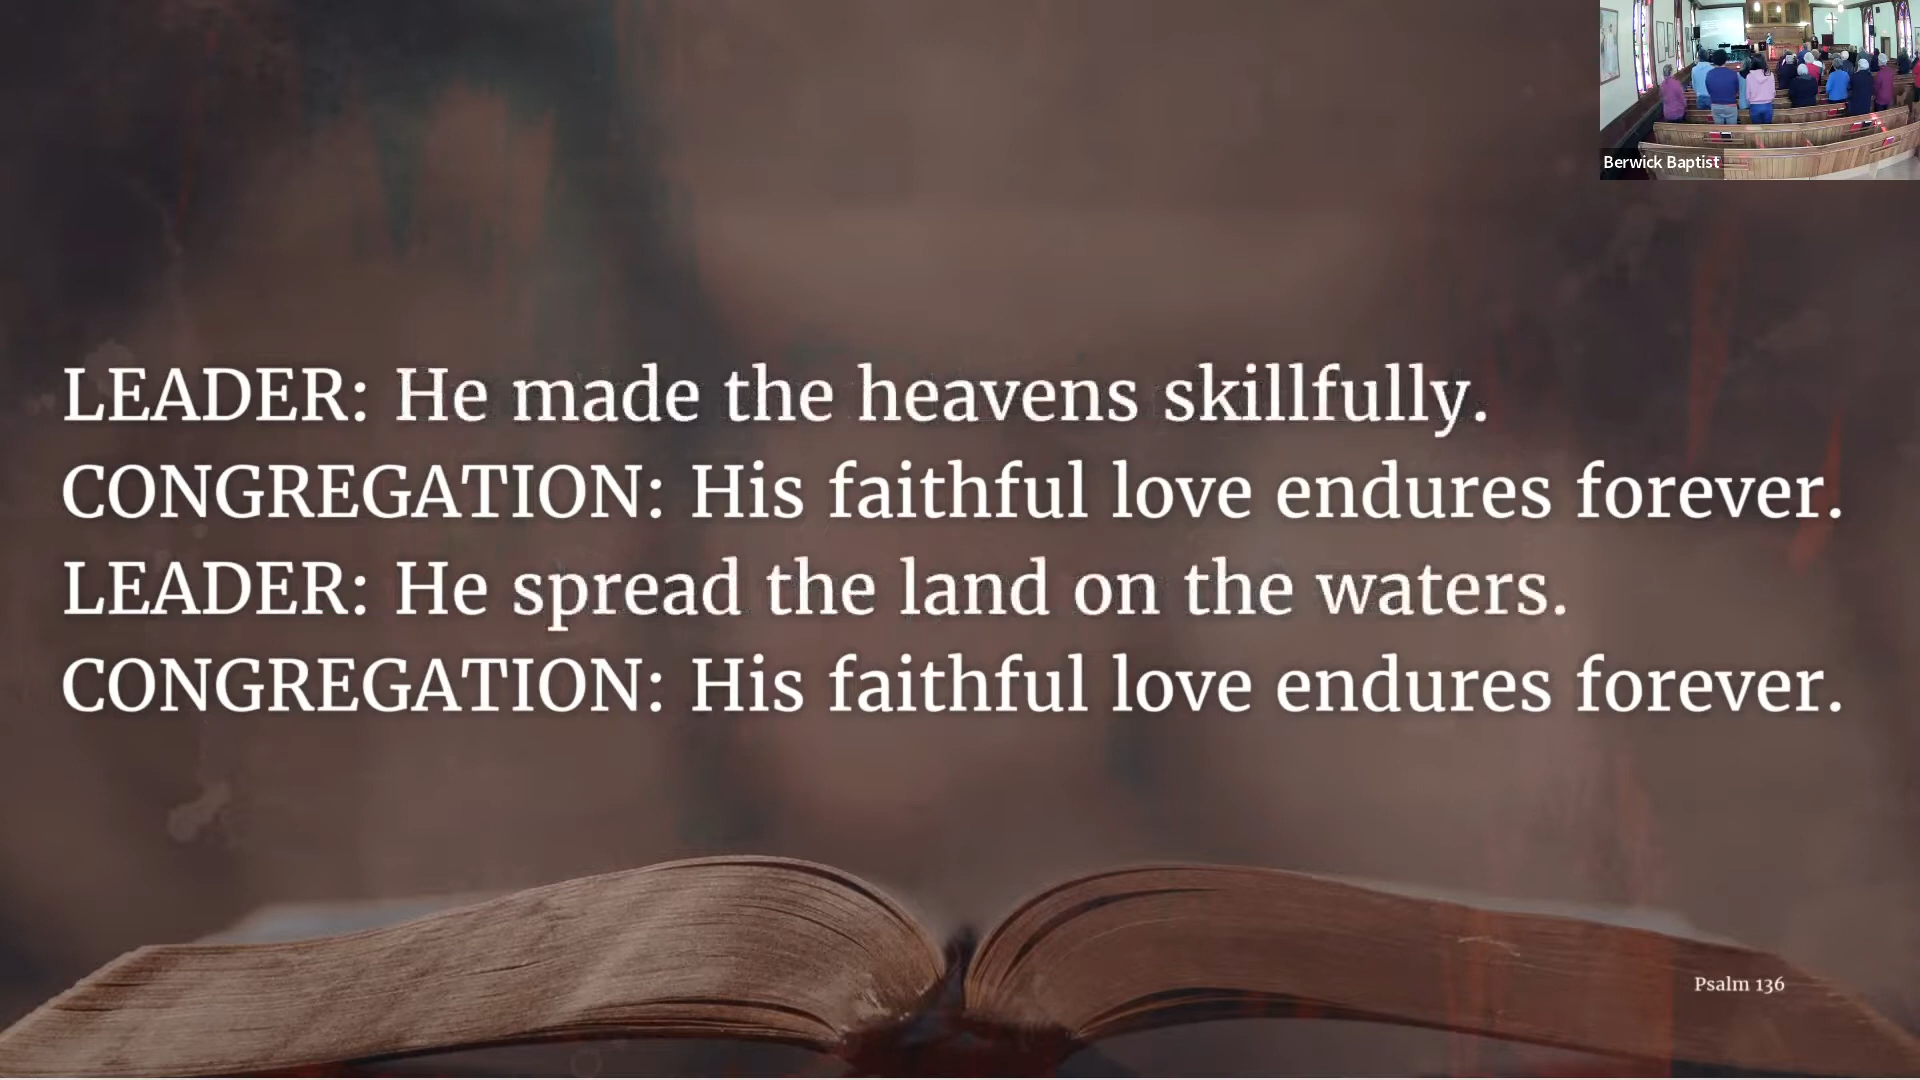 Berwick Baptist
LEADER: He made the heavens skillfully.
CONGREGATION: His faithful love endures forever.
LEADER: He spread the land on the waters.
CONGREGATION: His faithful love endures forever.
Psalm 136